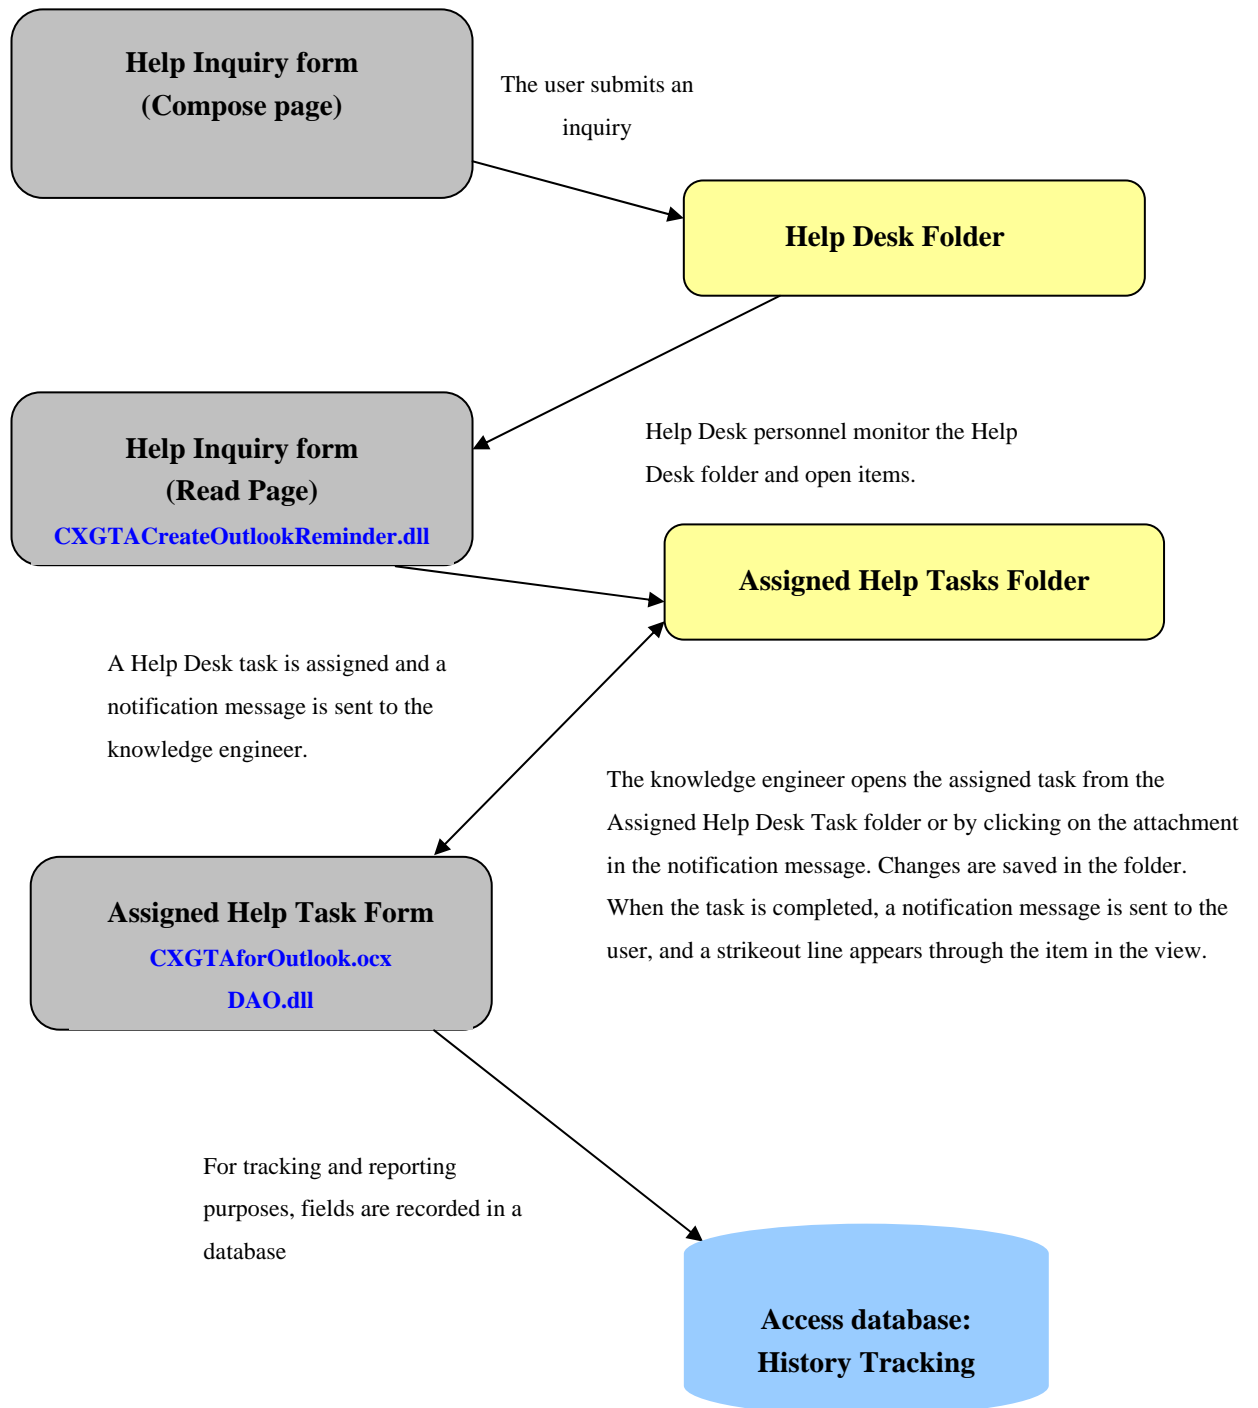 Help Inquiry form
(Compose page)
The user submits an
inquiry
Help Desk Folder
Help Inquiry form
(Read Page)
CXGTACreateOutlookReminder.dll
Help Desk personnel monitor the Help
Desk folder and open items.
Assigned Help Tasks Folder
A Help Desk task is assigned and a
notification message is sent to the
knowledge engineer.
The knowledge engineer opens the assigned task from the
Assigned Help Desk Task folder or by clicking on the attachment
in the notification message. Changes are saved in the folder.
When the task is completed, a notification message is sent to the
user, and a strikeout line appears through the item in the view.
Assigned Help Task Form
CXGTAforOutlook.ocx
DAO.dll
For tracking and reporting
purposes, fields are recorded in a
database
Access database:
History Tracking